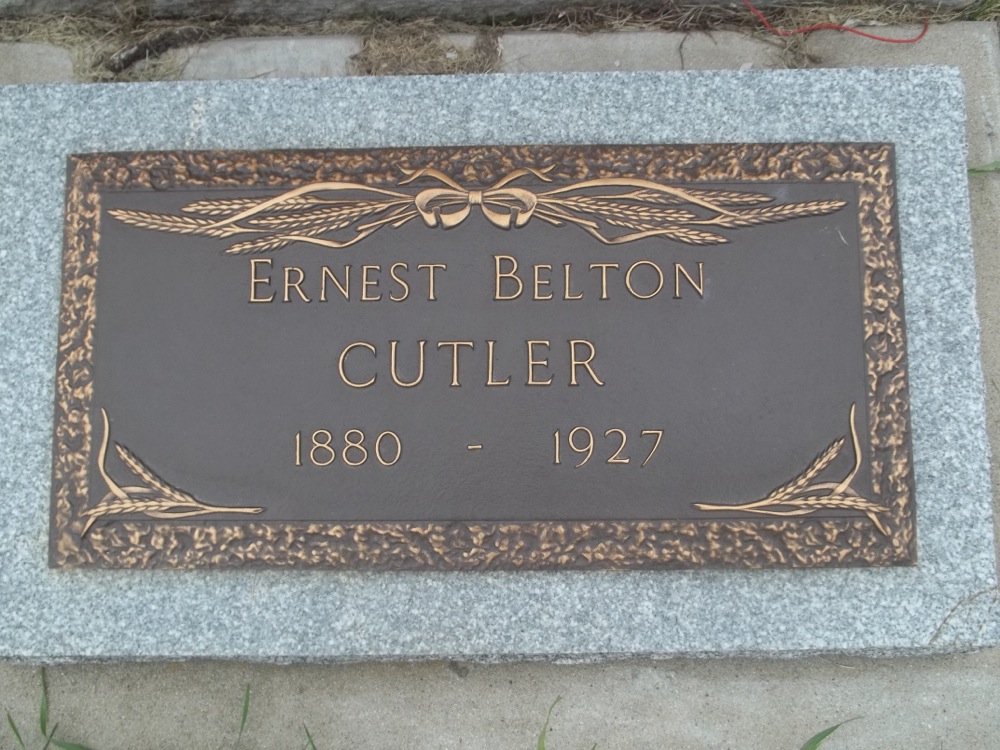 ERNEST BELTON
CUTLER
1880 - 1927